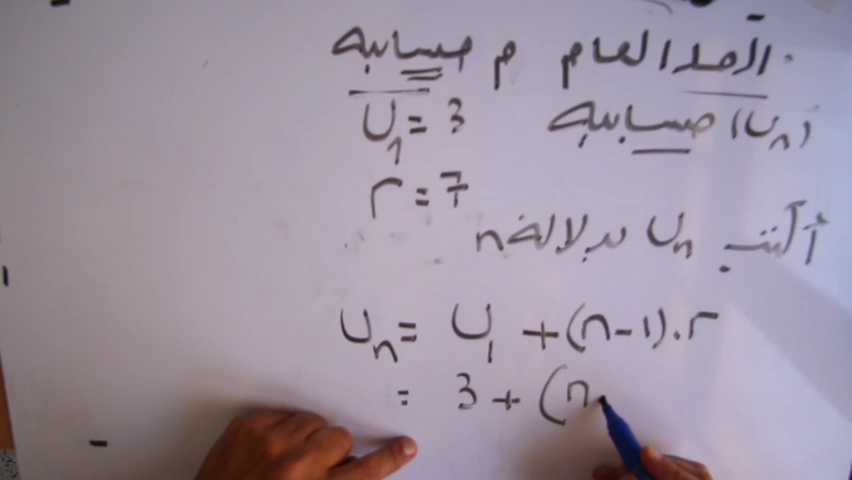 الحد العام م حسابية
(Un) حسابية U1 = 3
r = 7
أكتب Un بدلالة n
Un = U1 + (n-1).r
= 3 + (n